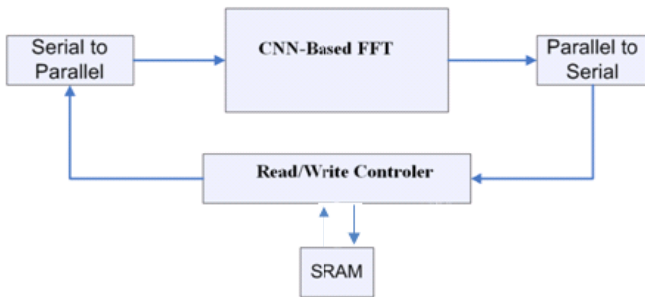 Serial to
Parallel
CNN-Based FFT
Parallel to
Serial
Read/Write Controler
SRAM